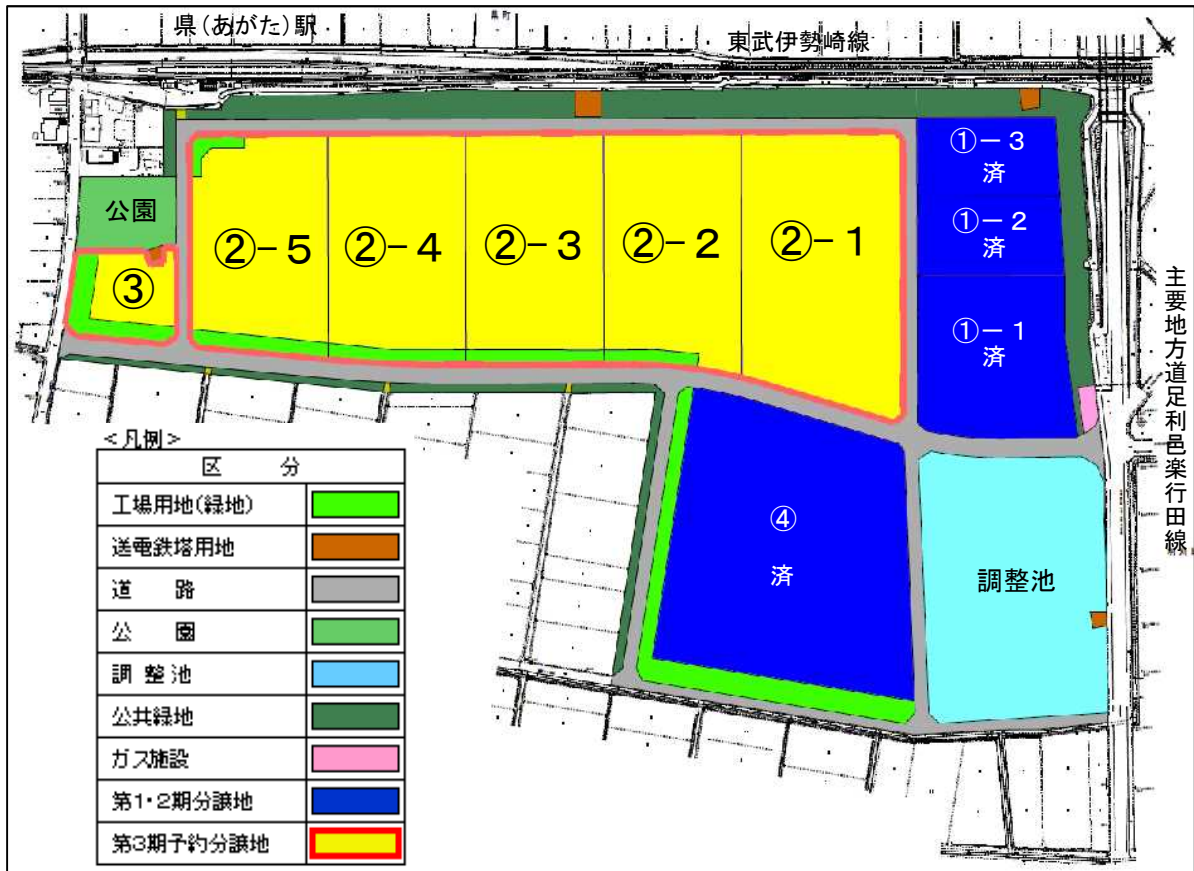 県町
県(あがた)駅
東武伊勢崎線
①-3
済
①-2
済
①-1
済
公園
②-5
②-4
②-3
②-2
②-1
③
主要地方道足利邑楽行田線
④
済
調整池
<凡例>
区 分
工場用地(緑地)
送電鉄塔用地
道 路
公 園
調 整 池
公共緑地
ガス施設
第1・2期分譲地
第3期予約分譲地